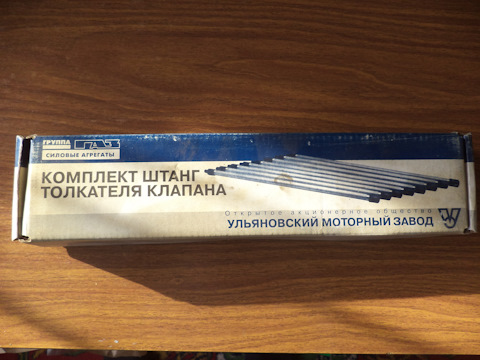 ГРУППА ГАЗ
СИЛОВЫЕ АГРЕГАТЫ
КОМПЛЕКТ ШТАНГ
ТОЛКАТЕЛЯ КЛАПАНА
Открытое акционерное общество
УЛЬЯНОВСКИЙ МОТОРНЫЙ ЗАВОД